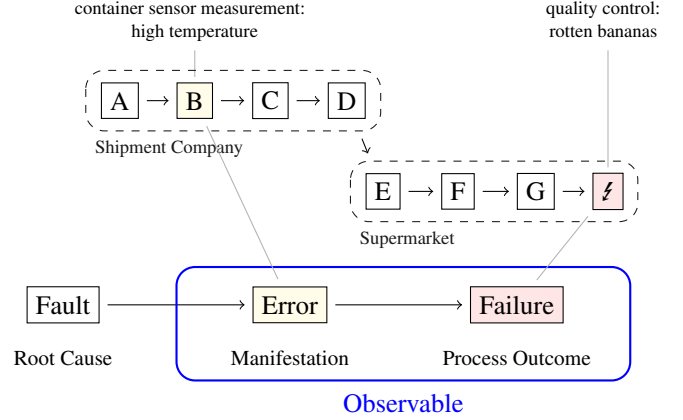 container sensor measurement:
high temperature
quality control:
rotten bananas
A B C D
Shipment Company
E F G
Supermarket
Fault Error Failure
Root Cause Manifestation Process Outcome
Observable